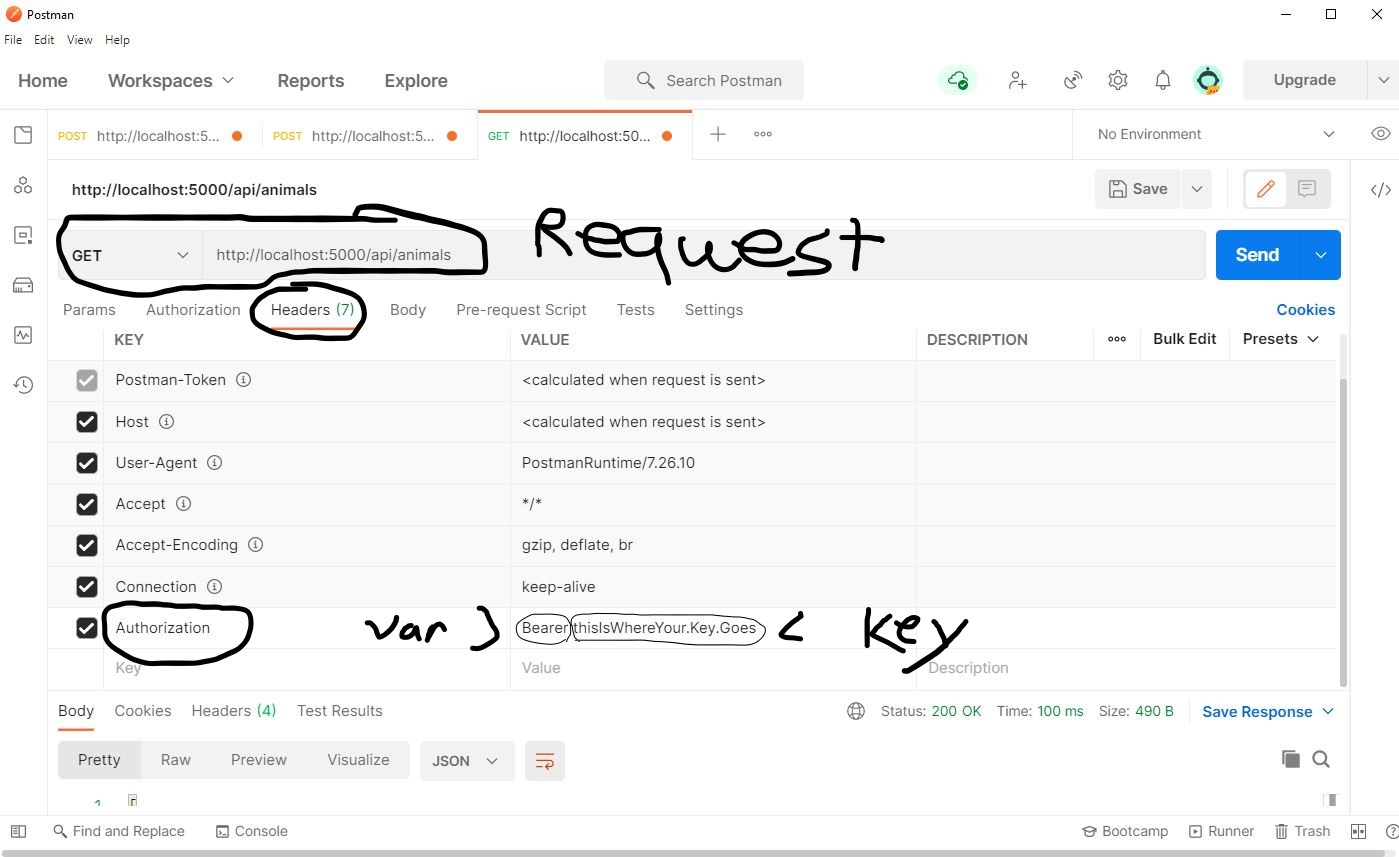 Postman
File Edit View Help
Home Workspaces Reports Explore Search Postman Upgrade
POST http://localhost:5... POST http://localhost:5... GET http://localhost:50... No Environment
http://localhost:5000/api/animals Save
GET http://localhost:5000/api/animals Request Send
Params Authorization Headers (7) Body Pre-request Script Tests Settings Cookies
KEY VALUE DESCRIPTION Bulk Edit Presets
Postman-Token <calculated when request is sent>
Host <calculated when request is sent>
User-Agent PostmanRuntime/7.26.10
Accept */*
Accept-Encoding gzip, deflate, br
Connection keep-alive
Authorization var > Bearer thisIsWhereYour.Key.Goes < key
Key Value Description
Body Cookies Headers (4) Test Results Status: 200 OK Time: 100 ms Size: 490 B Save Response
Pretty Raw Preview Visualize JSON
1 [
Find and Replace Console Bootcamp Runner Trash